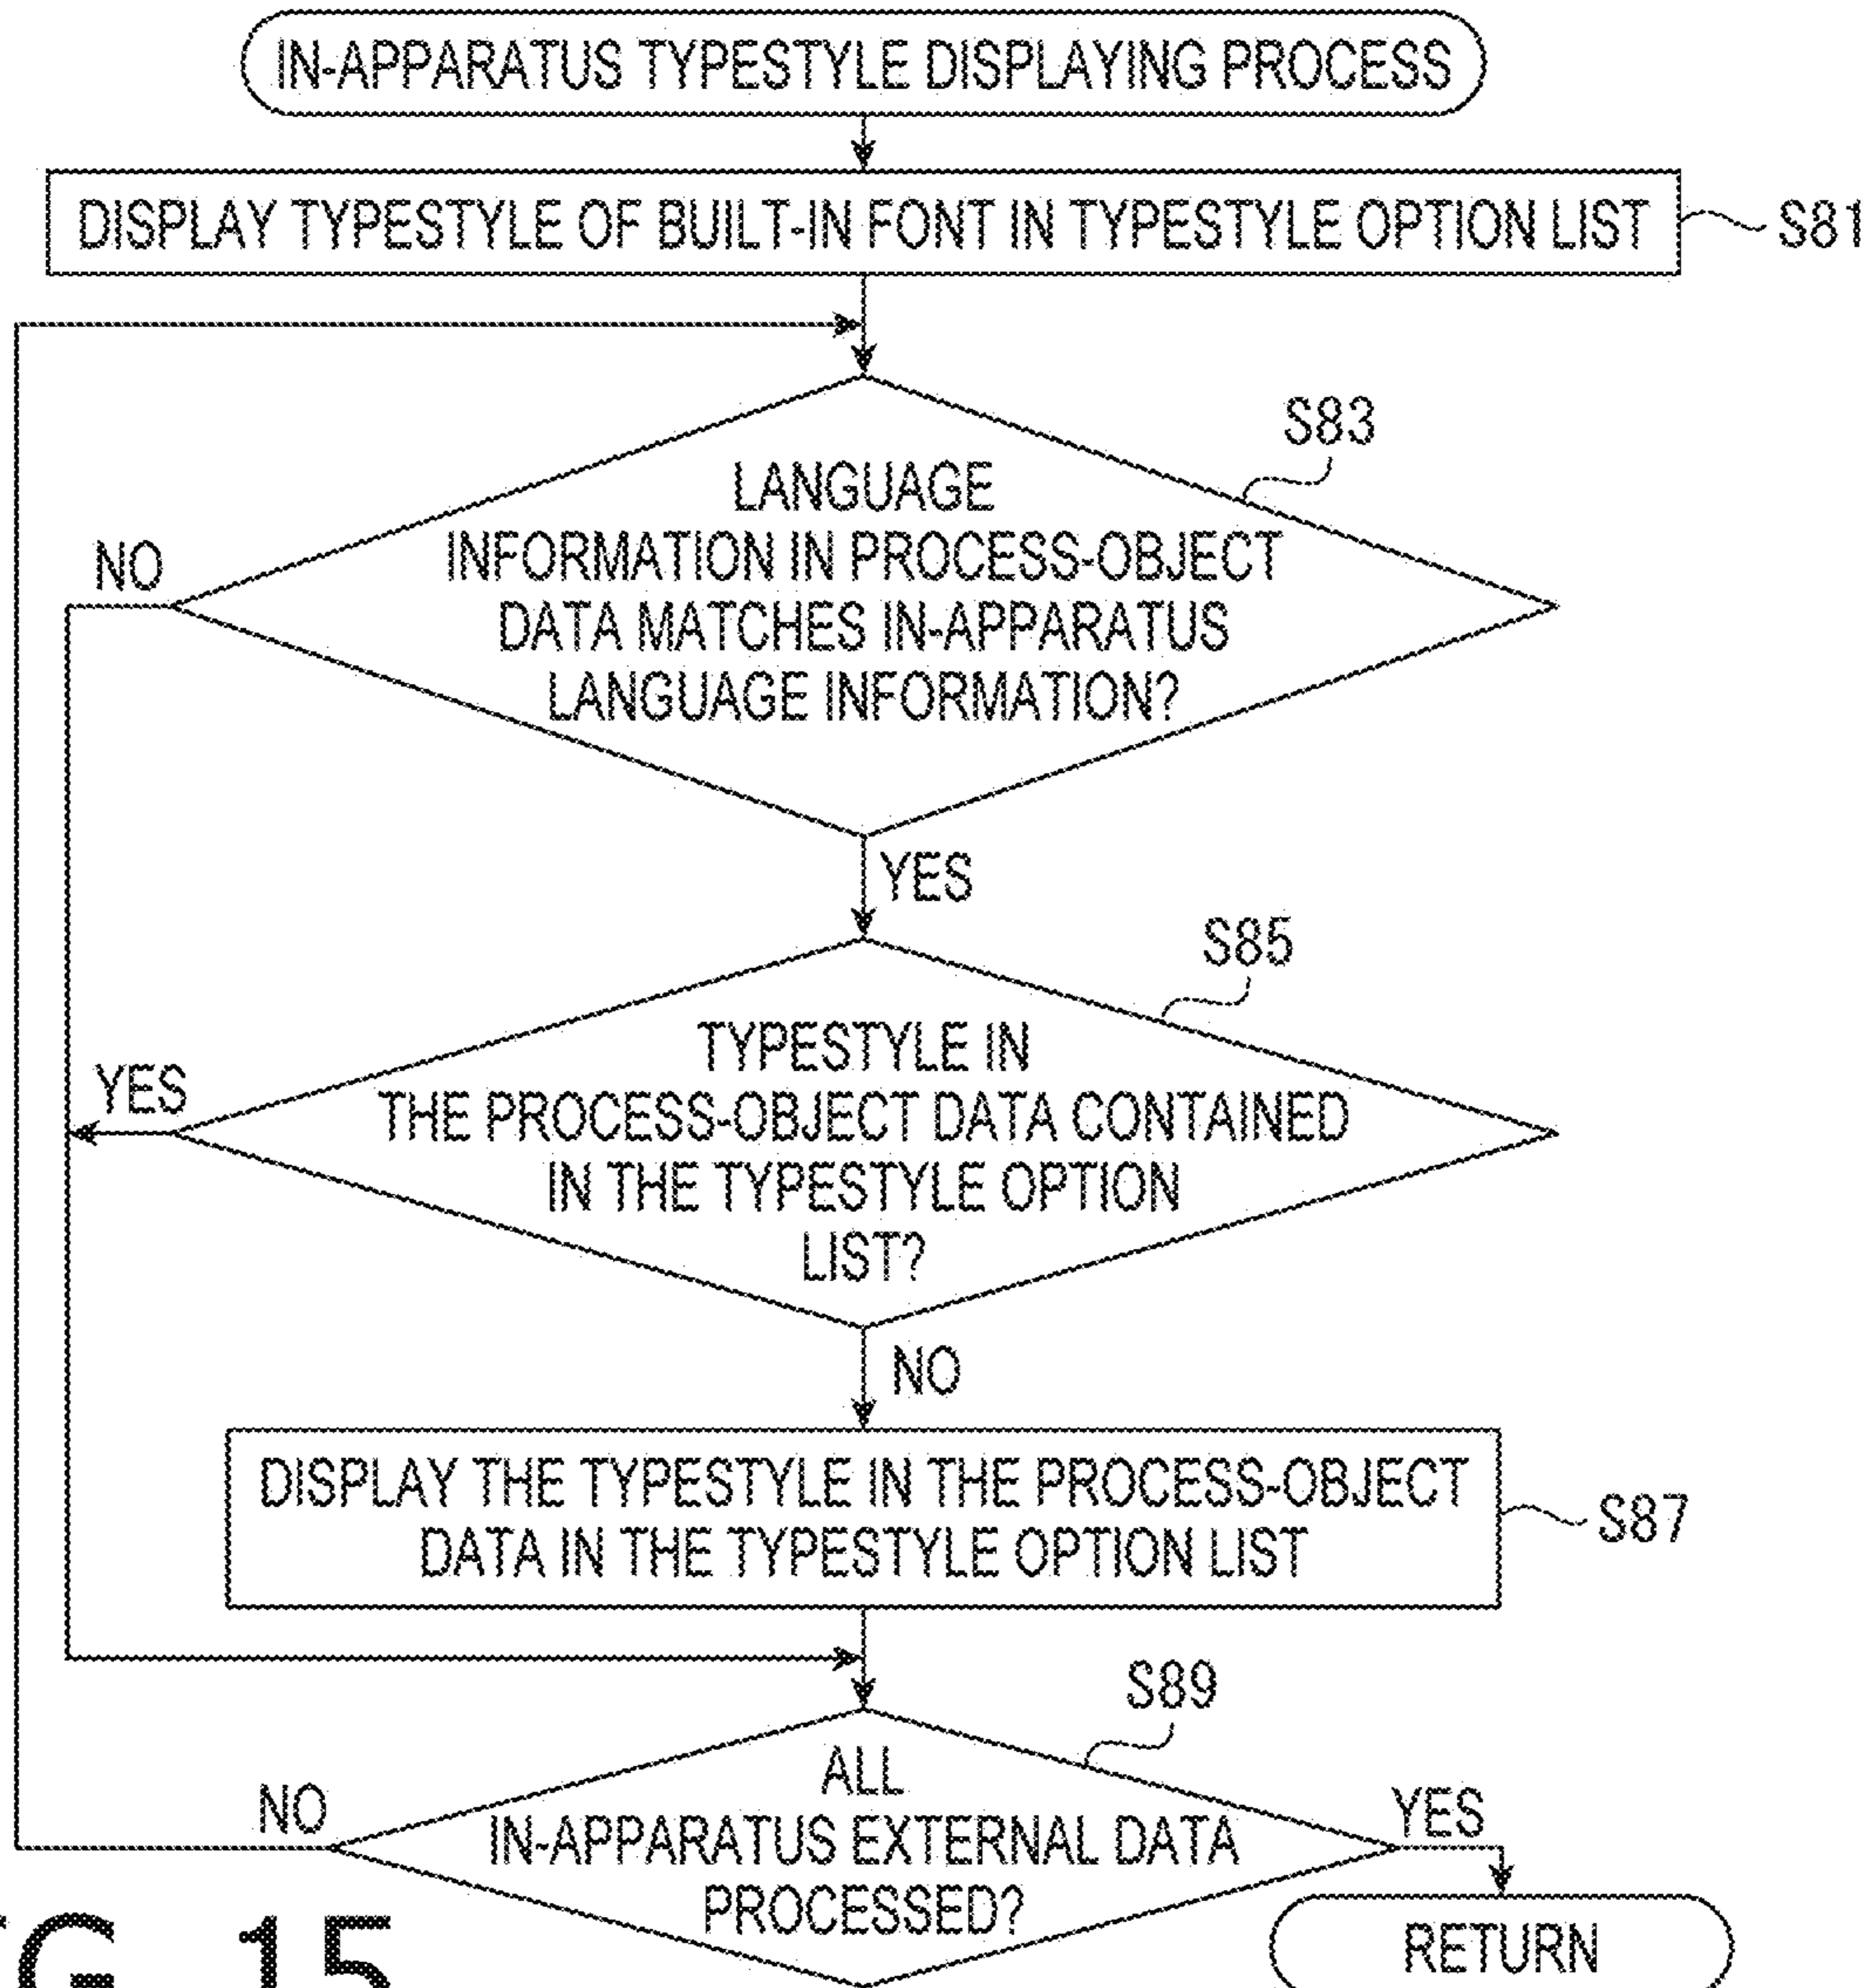 IN-APPARATUS TYPESTYLE DISPLAYING PROCESS
DISPLAY TYPESTYLE OF BUILT-IN FONT IN TYPESTYLE OPTION LIST
S81
S83
LANGUAGE
INFORMATION IN PROCESS-OBJECT
DATA MATCHES IN-APPARATUS
LANGUAGE INFORMATION?
NO
YES
S85
TYPESTYLE IN
THE PROCESS-OBJECT DATA CONTAINED
IN THE TYPESTYLE OPTION
LIST?
YES
NO
DISPLAY THE TYPESTYLE IN THE PROCESS-OBJECT
DATA IN THE TYPESTYLE OPTION LIST
S87
S89
ALL
IN-APPARATUS EXTERNAL DATA
PROCESSED?
NO
YES
RETURN
15